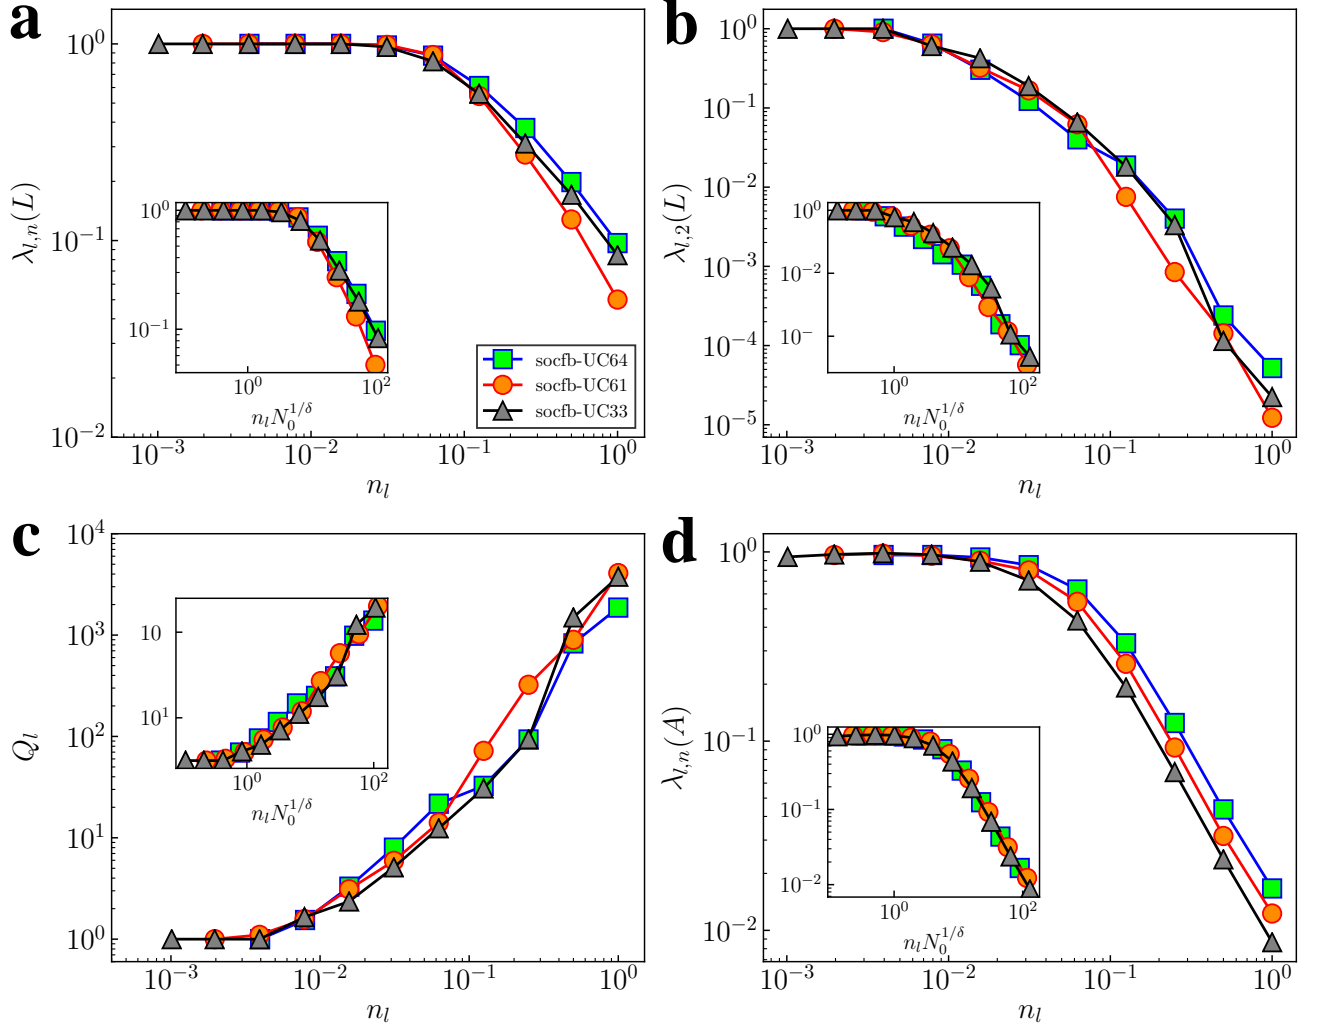 a
10^0
10^-1
10^-2
λ_{l,n}(L)
10^-3 10^-2 10^-1 10^0
n_l
10^0
10^-1
10^0 10^2
n_l N_0^{1/δ}
socfb-UC64
socfb-UC61
socfb-UC33
b
10^0
10^-1
10^-2
10^-3
10^-4
10^-5
λ_{l,2}(L)
10^-3 10^-2 10^-1 10^0
n_l
10^0
10^-2
10^-4
10^0 10^2
n_l N_0^{1/δ}
c
10^4
10^3
10^2
10^1
10^0
Q_l
10^-3 10^-2 10^-1 10^0
n_l
10
10^1
10^0 10^2
n_l N_0^{1/δ}
d
10^0
10^-1
10^-2
λ_{l,n}(A)
10^-3 10^-2 10^-1 10^0
n_l
10^0
10^-1
10^-2
10^0 10^2
n_l N_0^{1/δ}